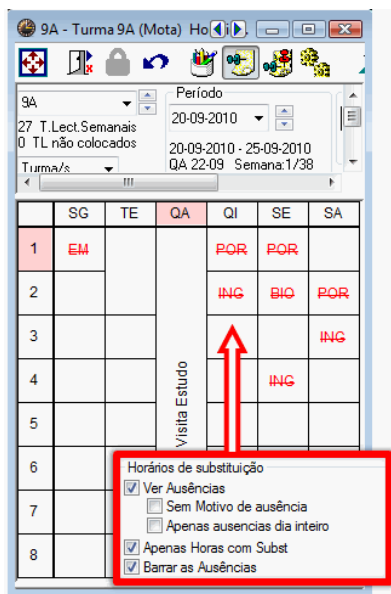 9A - Turma 9A (Mota) Ho
9A
27 T.Lect.Semanais
0 TL não colocados
Turma/s
Período
20-09-2010
20-09-2010 - 25-09-2010
QA 22-09 Semana:1/38
SG TE QA QI SE SA
1 EM POR POR
2 ING BIO POR
3 ING
4 ING
5
6
7
8
Visita Estudo
Horários de substituição
Ver Ausências
Sem Motivo de ausência
Apenas ausencias dia inteiro
Apenas Horas com Subst
Barrar as Ausências